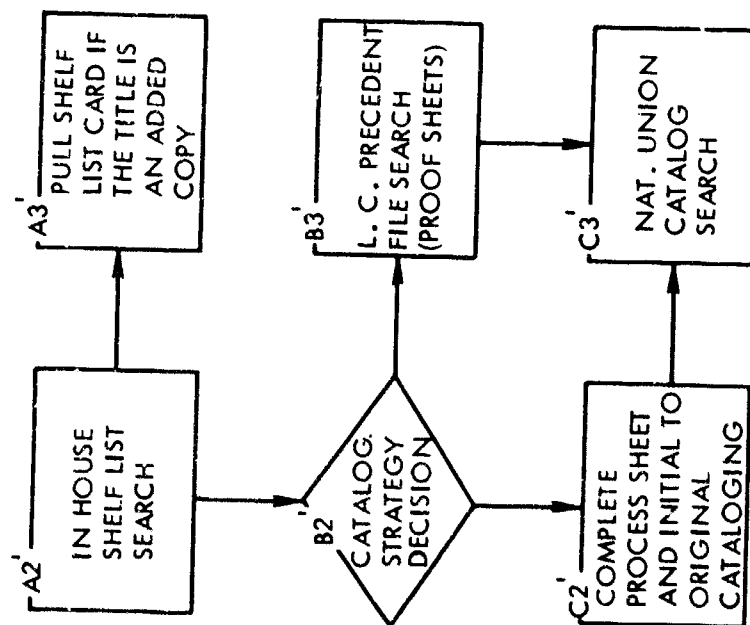 A2'
IN HOUSE
SHELF LIST
SEARCH
A3'
PULL SHELF
LIST CARD IF
THE TITLE IS
AN ADDED
COPY
B2'
CATALOG.
STRATEGY
DECISION
B3'
L. C. PRECEDENT
FILE SEARCH
(PROOF SHEETS)
C2'
COMPLETE
PROCESS SHEET
AND INITIAL TO
ORIGINAL
CATALOGING
C3'
NAT. UNION
CATALOG
SEARCH